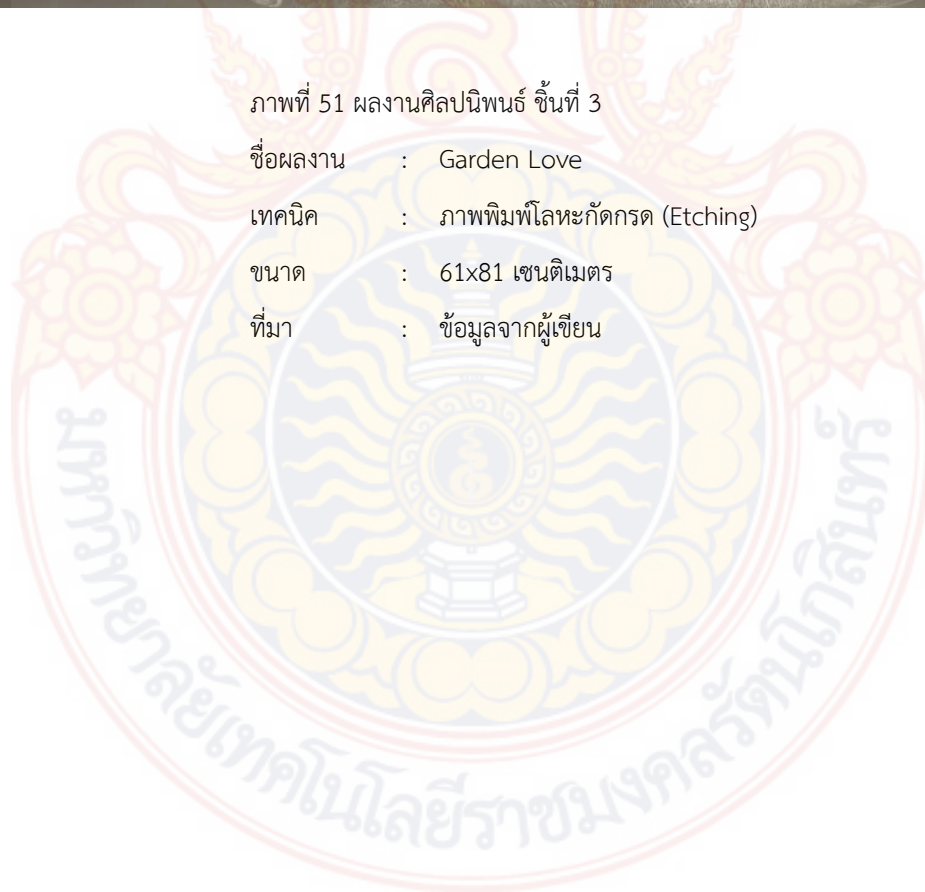 ภาพที่ 51 ผลงานศิลปนิพนธ์ ชิ้นที่ 3
ชื่อผลงาน : Garden Love
เทคนิค : ภาพพิมพ์โลหะกัดกรด (Etching)
ขนาด : 61x81 เซนติเมตร
ที่มา : ข้อมูลจากผู้เขียน
มหาวิทยาลัยเทคโนโลยีราชมงคลรัตนโกสินทร์